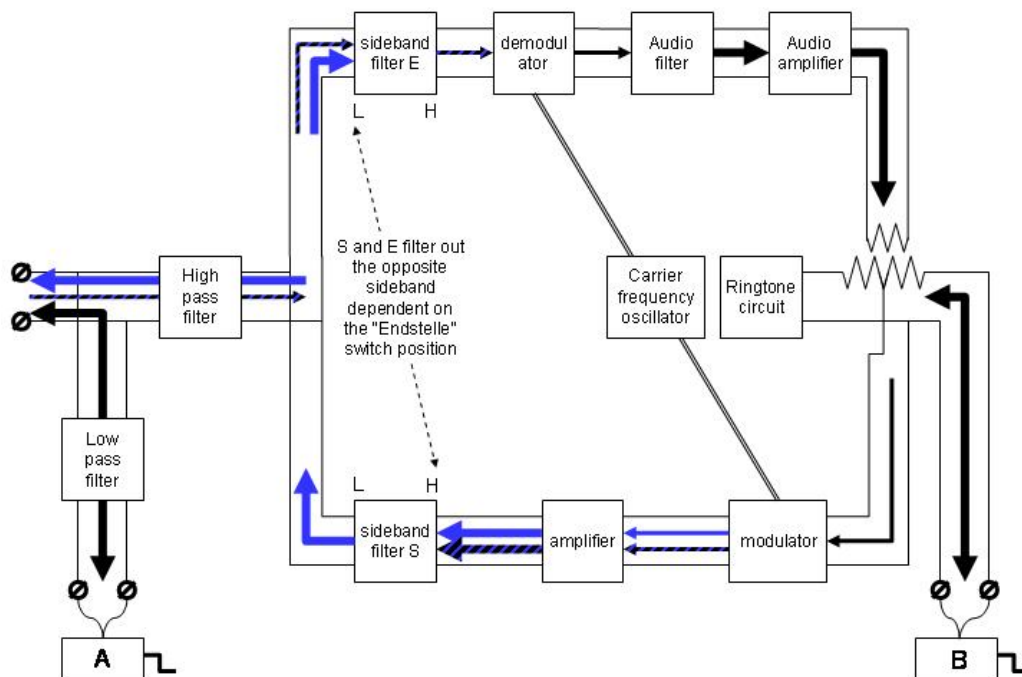 sideband
filter E
demodul
ator
Audio
filter
Audio
amplifier
L
H
S and E filter out
the opposite
sideband
dependent on
the "Endstelle"
switch position
High
pass
filter
Carrier
frequency
oscillator
Ringtone
circuit
Low
pass
filter
L
H
sideband
filter S
amplifier
modulator
A
B